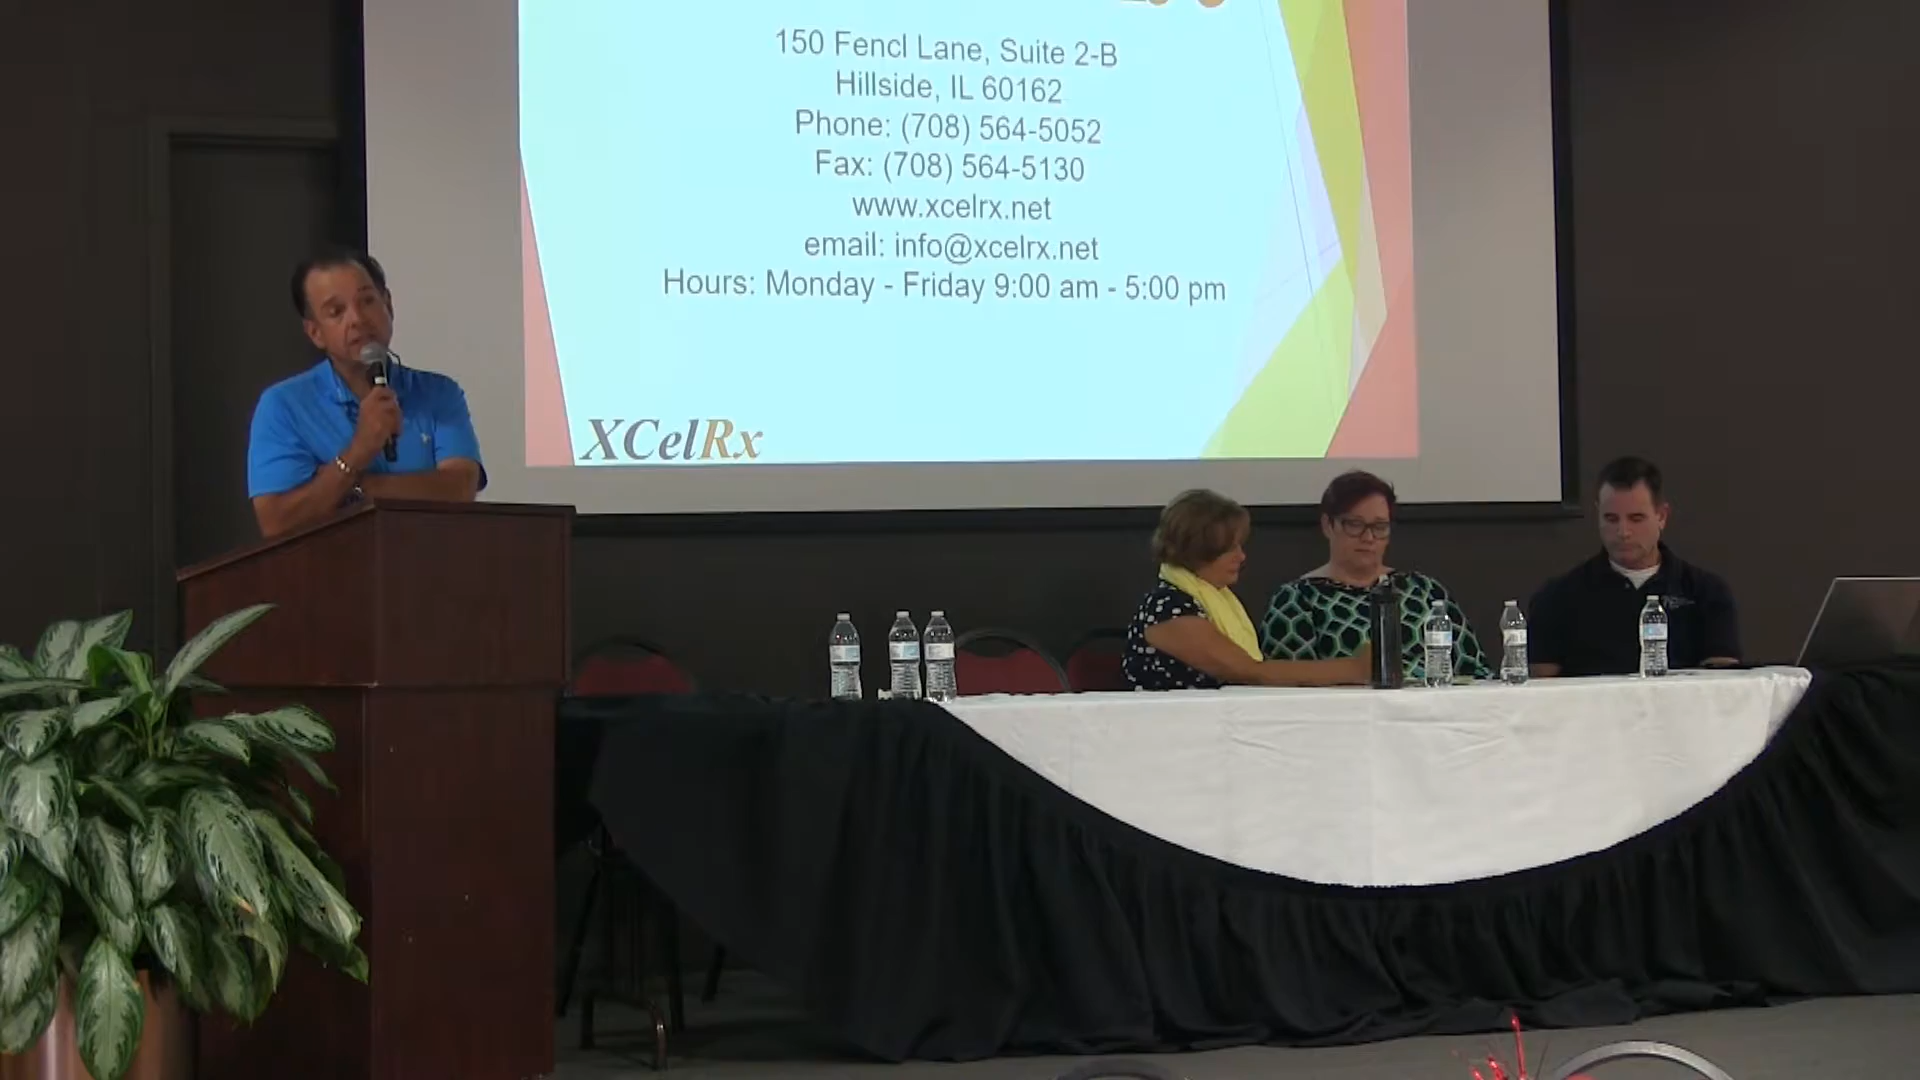 150 Fencl Lane, Suite 2-B
Hillside, IL 60162
Phone: (708) 564-5052
Fax: (708) 564-5130
www.xcelrx.net
email: info@xcelrx.net
Hours: Monday - Friday 9:00 am - 5:00 pm
XCelRx